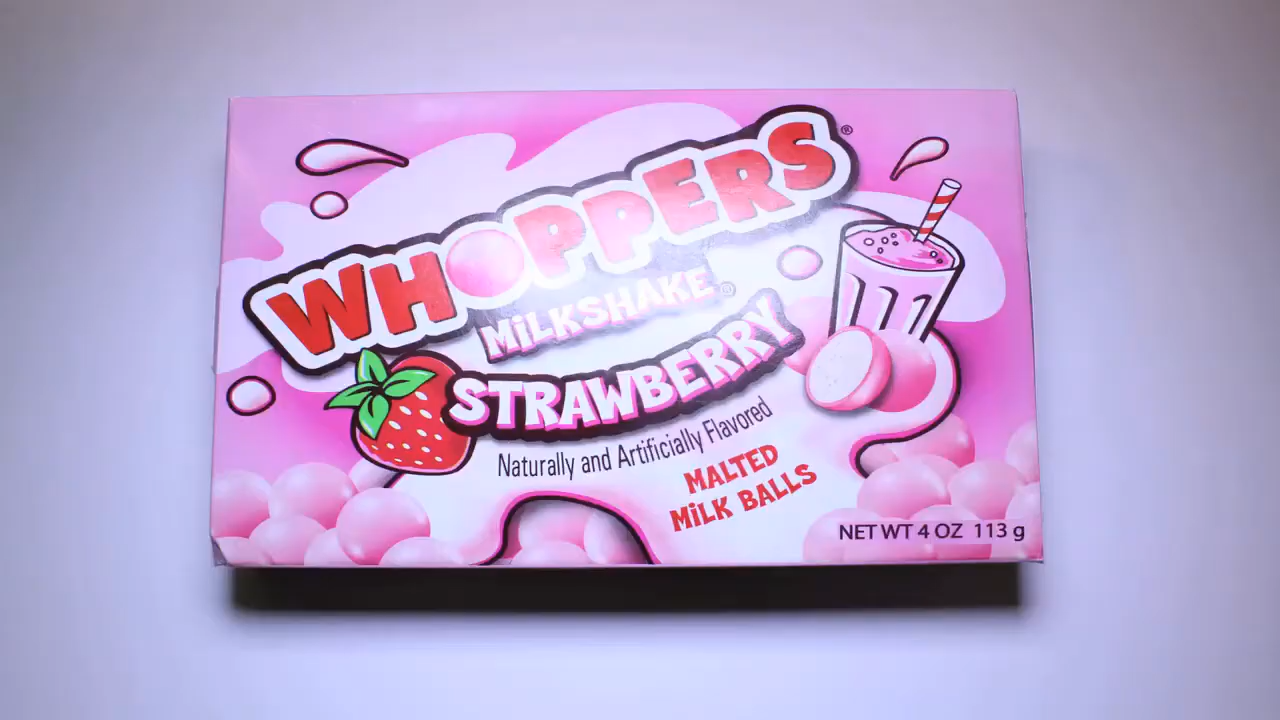 WHOPPERS®
MiLKSHAKE®
STRAWBERRY
Naturally and Artificially Flavored
MALTED
MiLK BALLS
NET WT 4 OZ 113 g